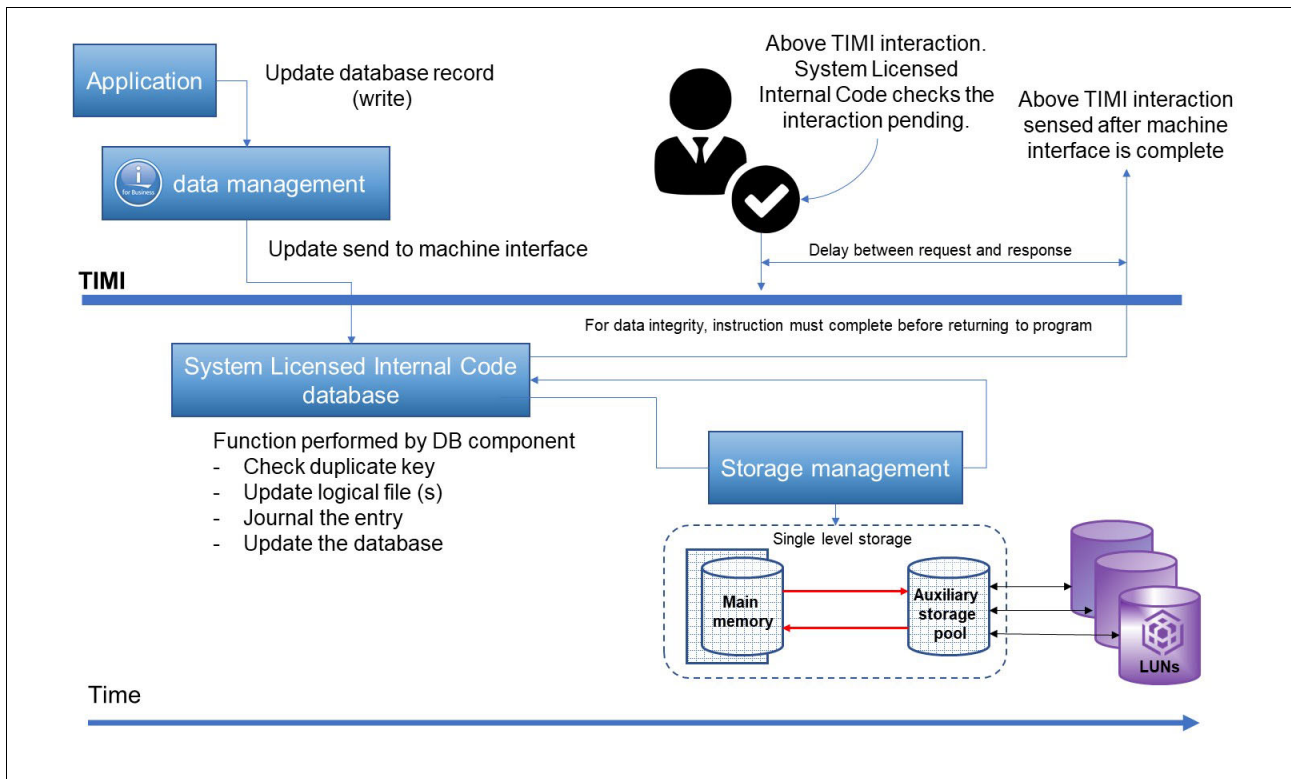 Application
Update database record
(write)
i
for Business
data management
Update send to machine interface
Above TIMI interaction.
System Licensed
Internal Code checks the
interaction pending.
Above TIMI interaction
sensed after machine
interface is complete
Delay between request and response
TIMI
For data integrity, instruction must complete before returning to program
System Licensed Internal Code
database
Function performed by DB component
- Check duplicate key
- Update logical file (s)
- Journal the entry
- Update the database
Storage management
Single level storage
Main
memory
Auxiliary
storage
pool
LUNs
Time